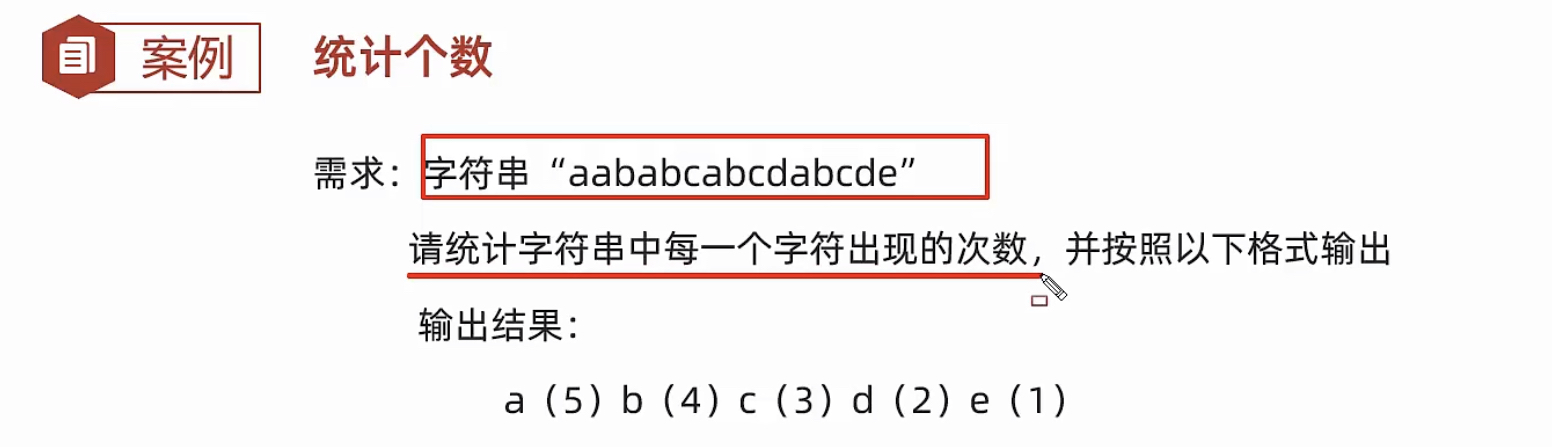 案例 统计个数
需求：字符串“aababcabcdabcde”
请统计字符串中每一个字符出现的次数，并按照以下格式输出
输出结果：
a（5）b（4）c（3）d（2）e（1）